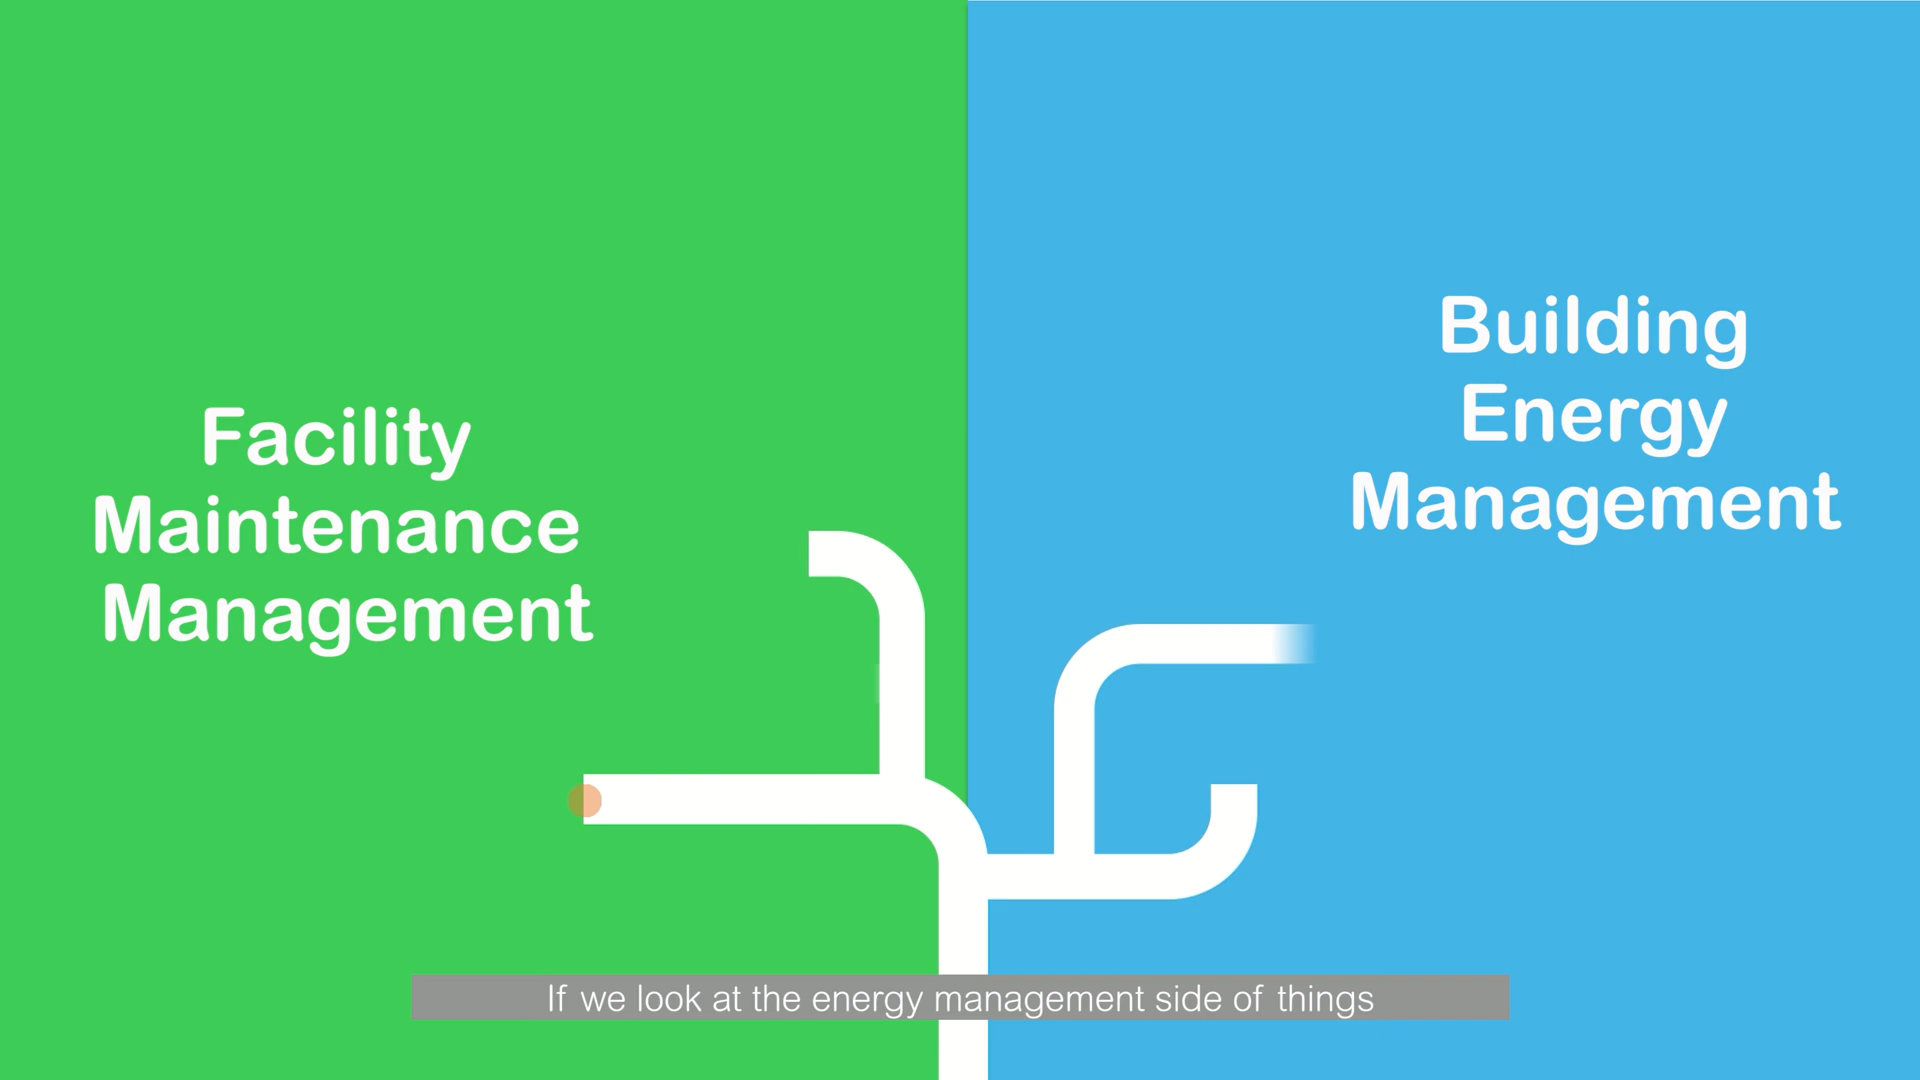 Facility
Maintenance
Management
Building
Energy
Management
If we look at the energy management side of things